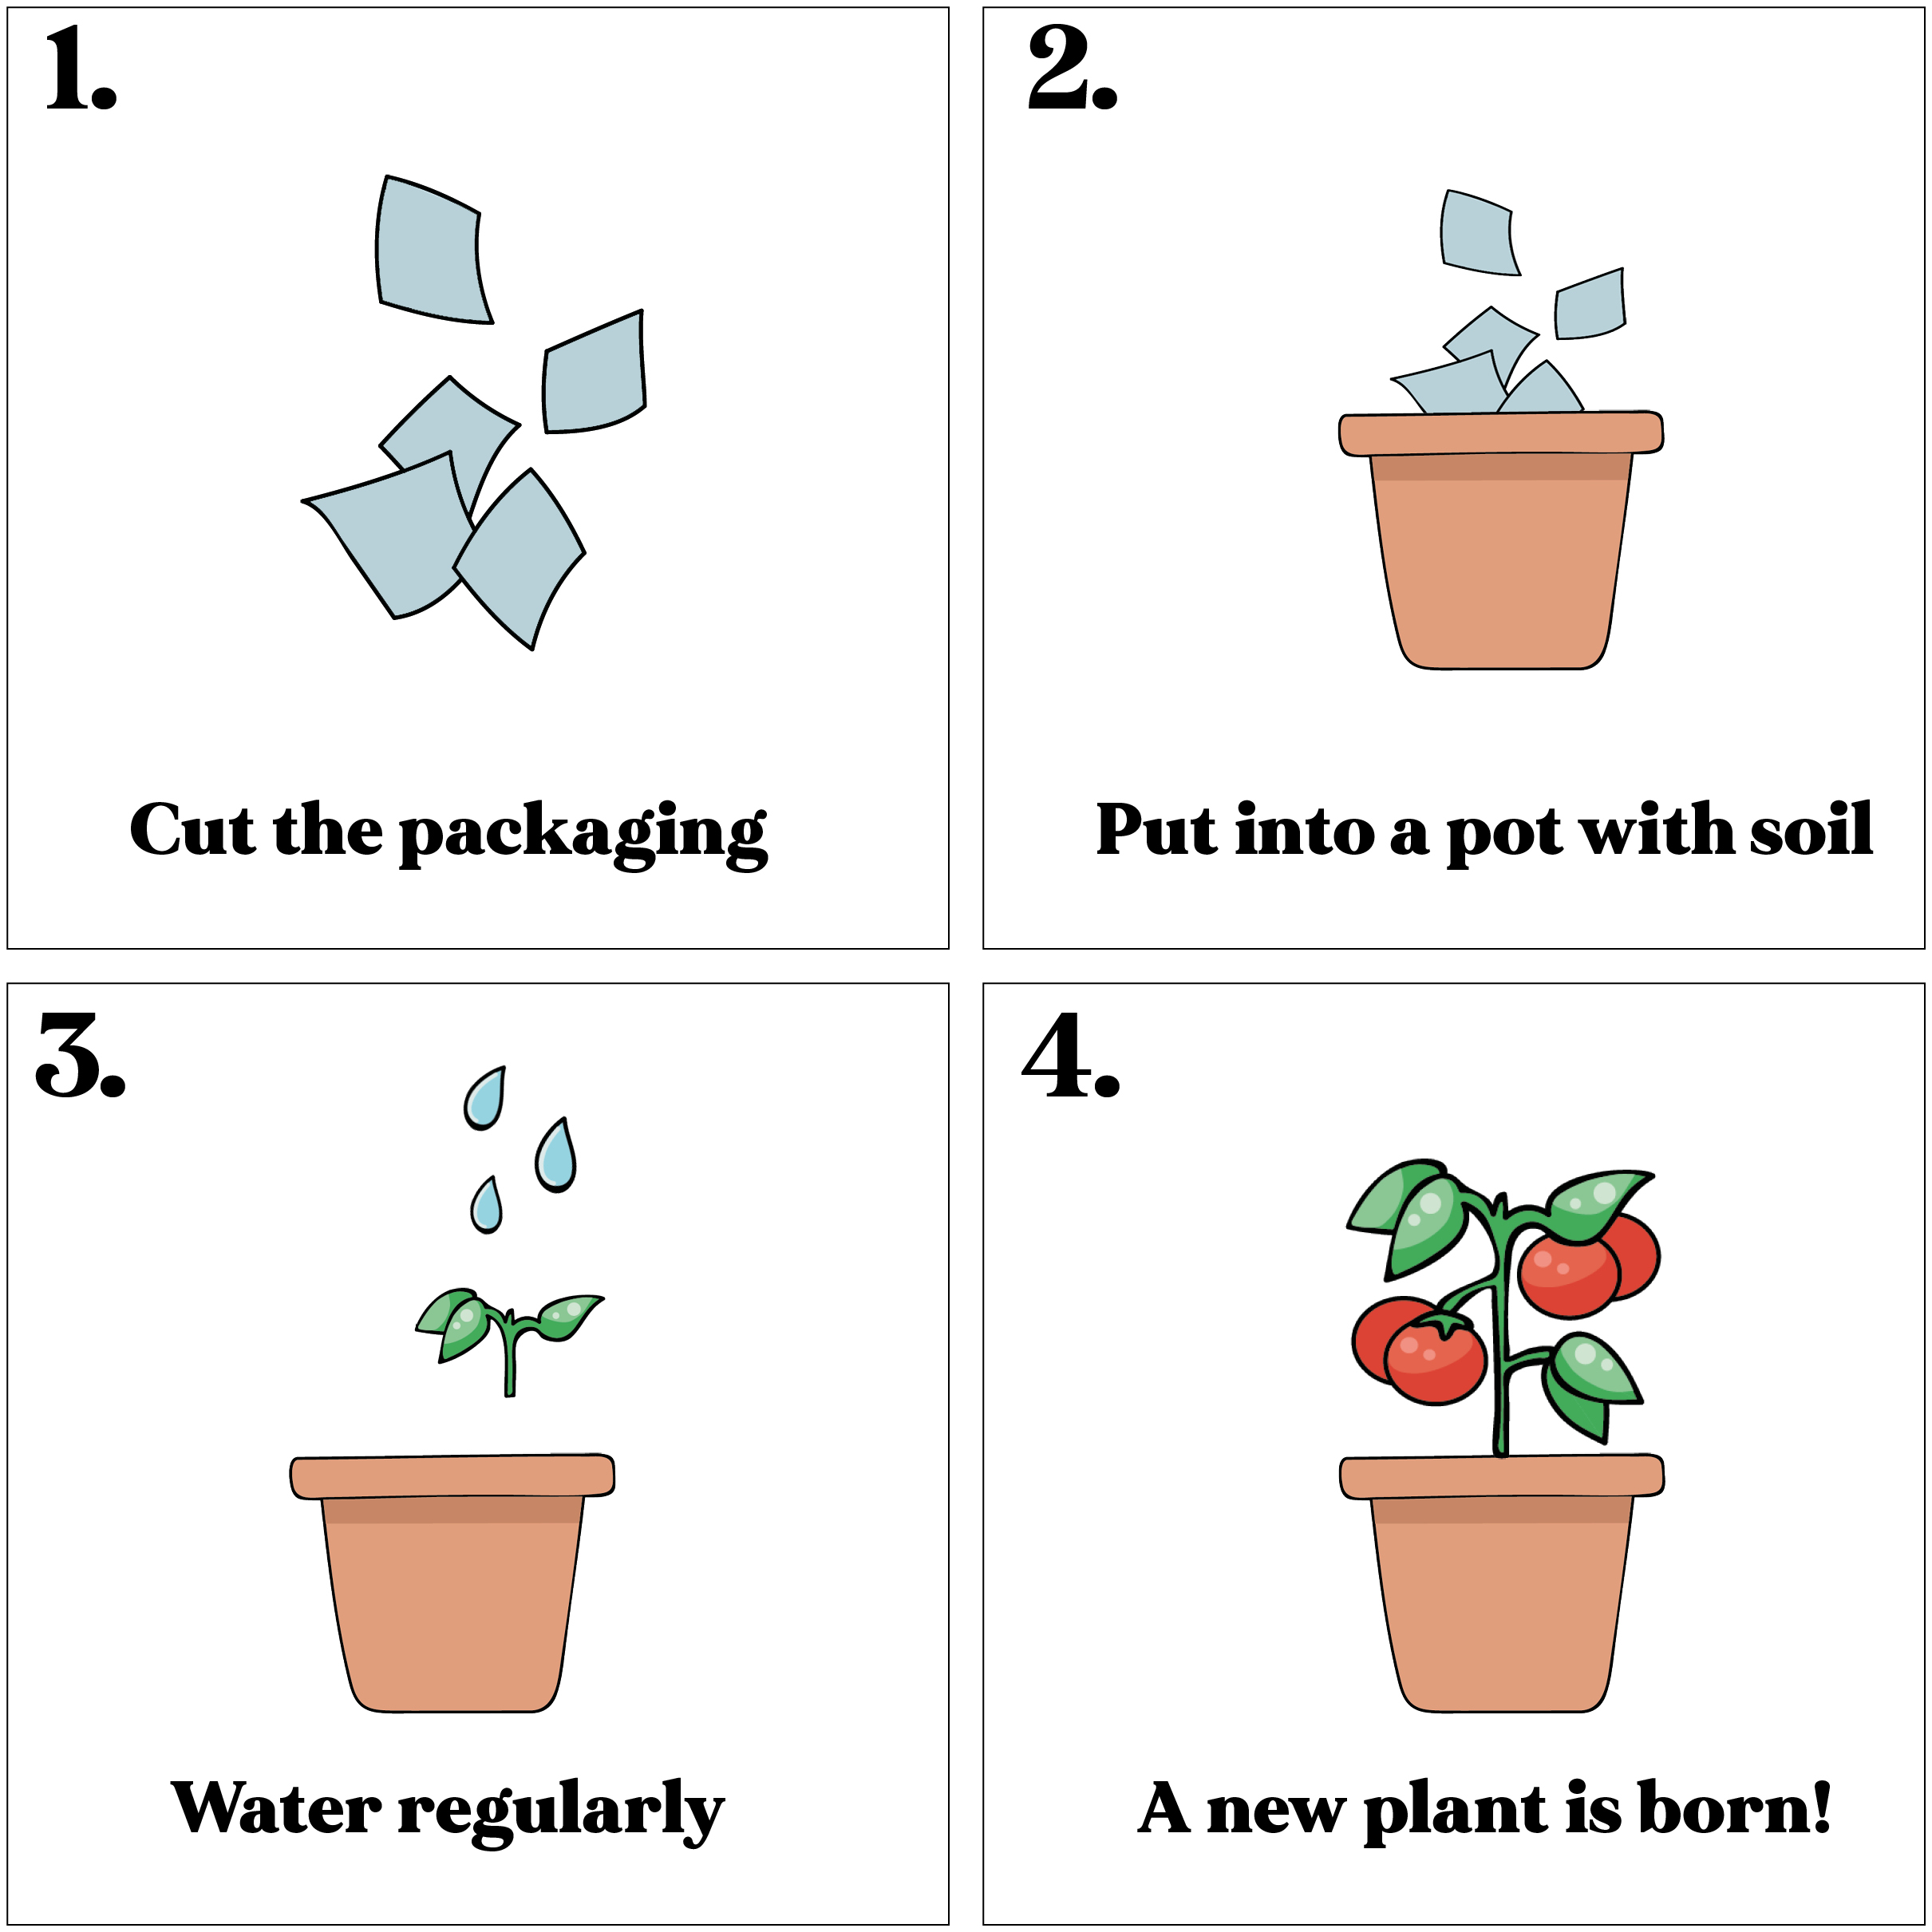 1.
Cut the packaging
2.
Put into a pot with soil
3.
Water regularly
4.
A new plant is born!